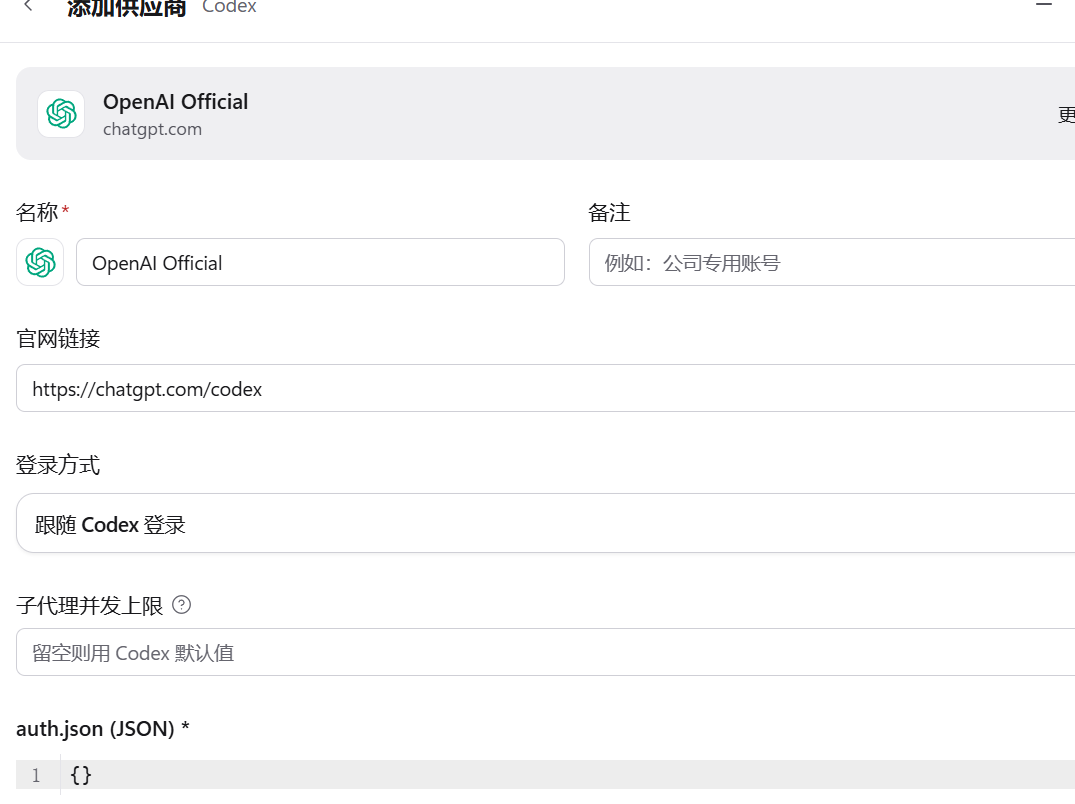 添加供应商 Codex
OpenAI Official
chatgpt.com
更
名称*
备注
OpenAI Official
例如：公司专用账号
官网链接
https://chatgpt.com/codex
登录方式
跟随 Codex 登录
子代理并发上限 ?
留空则用 Codex 默认值
auth.json (JSON) *
1 {}